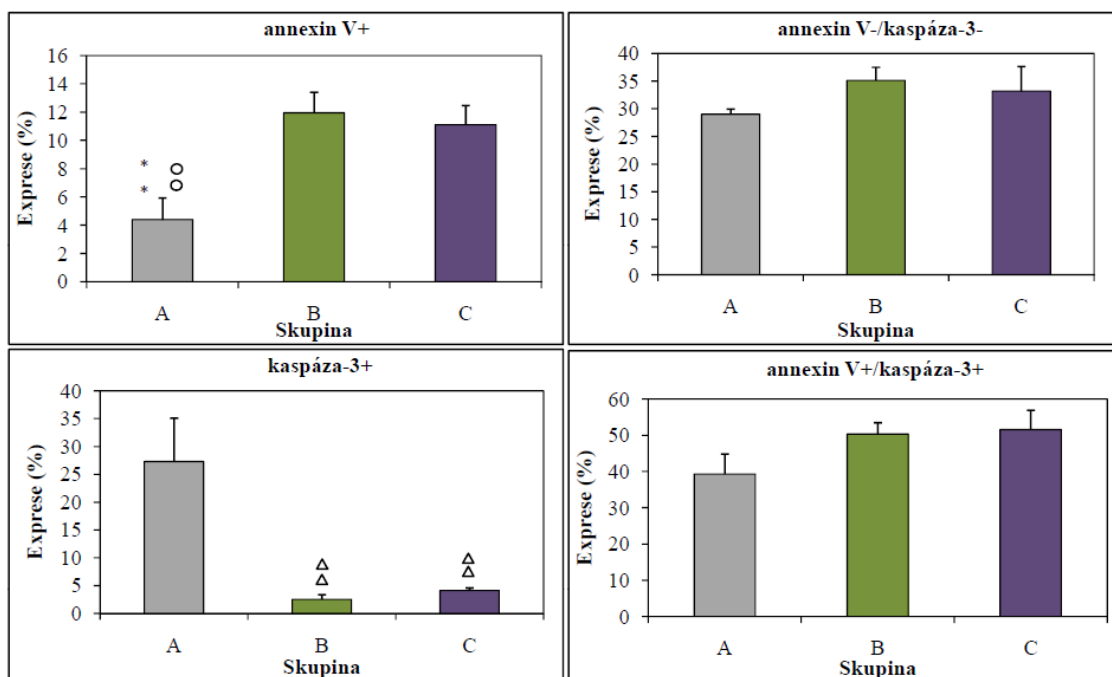 annexin V+
Exprese (%)
16
14
12
10
8
6
4
2
0
*
*
A B C
Skupina
annexin V-/kaspáza-3-
Exprese (%)
40
35
30
25
20
15
10
5
0
A B C
Skupina
kaspáza-3+
Exprese (%)
40
35
30
25
20
15
10
5
0
A B C
Skupina
annexin V+/kaspáza-3+
Exprese (%)
60
50
40
30
20
10
0
A B C
Skupina